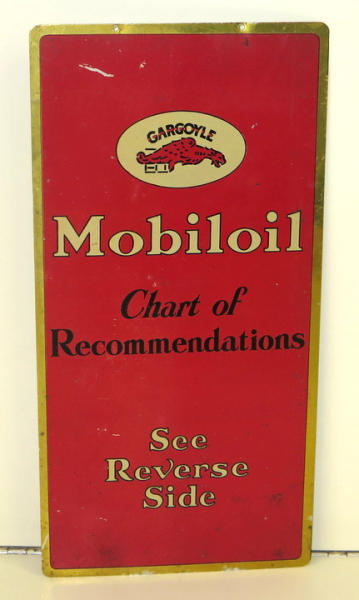 GARGOYLE
Mobiloil
Chart of
Recommendations
See
Reverse
Side